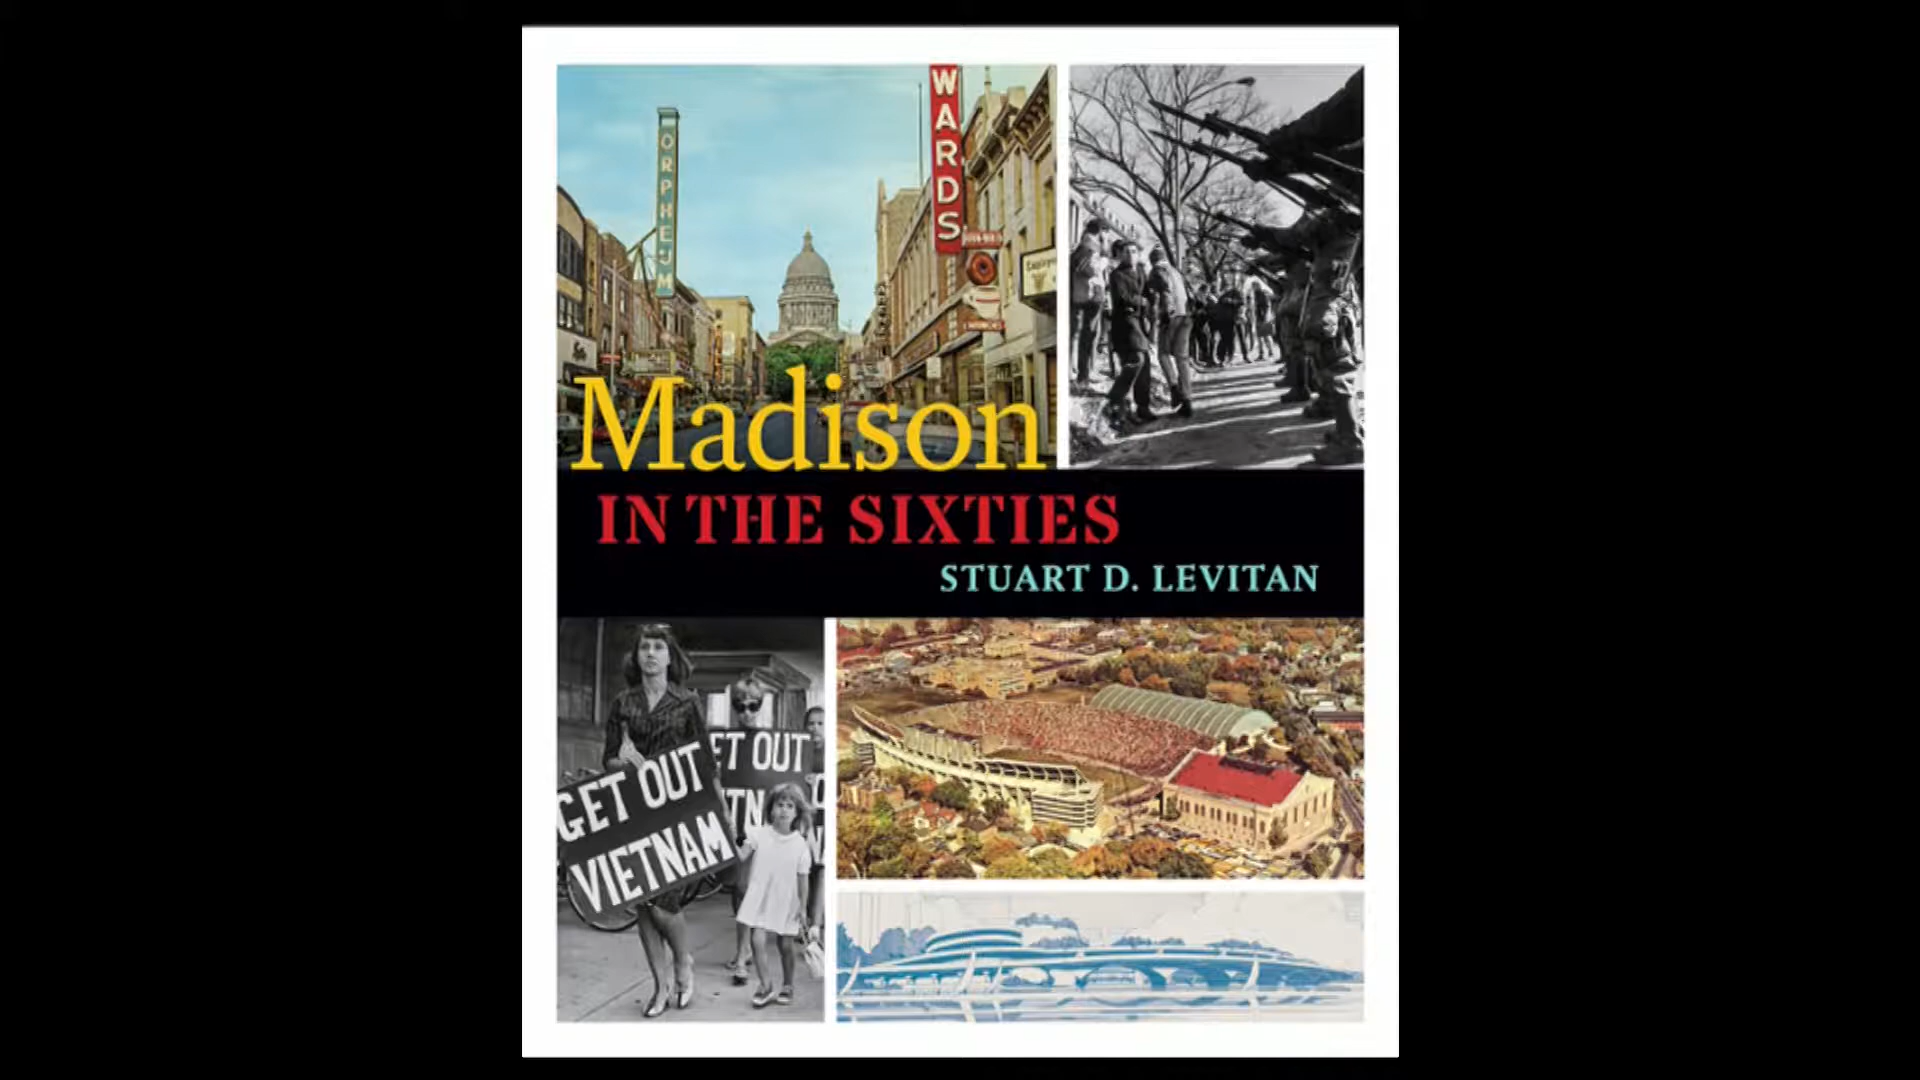 ORPHEUM
WARDS
Madison
IN THE SIXTIES
STUART D. LEVITAN
GET OUT
VIETNAM
ET OUT